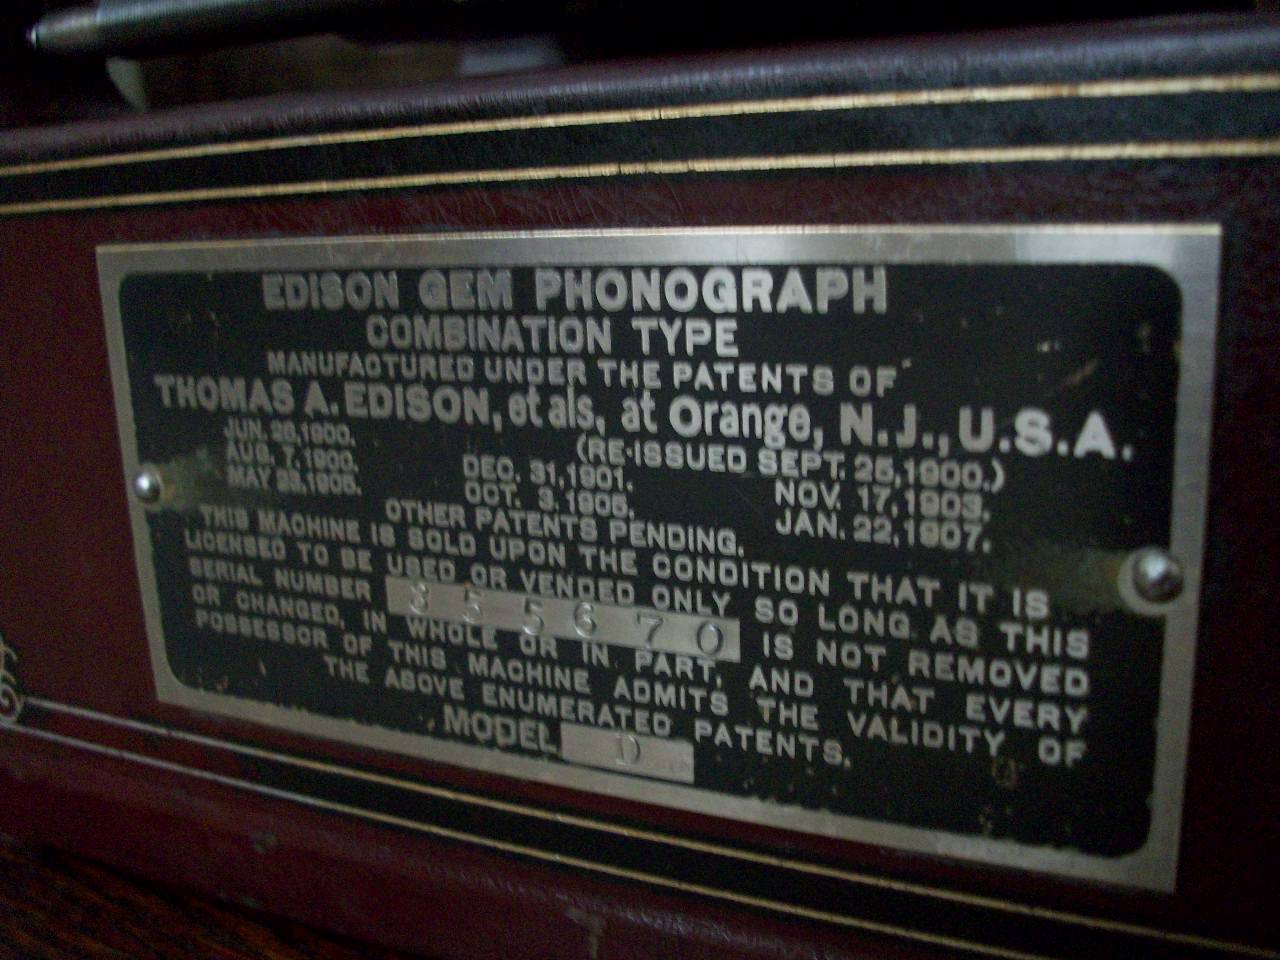 EDISON GEM PHONOGRAPH
COMBINATION TYPE
MANUFACTURED UNDER THE PATENTS OF
THOMAS A. EDISON, et als, at Orange, N.J., U.S.A.
JUN. 26, 1900. (RE-ISSUED SEPT. 25, 1900.)
AUG. 7, 1900. DEC. 31, 1901. NOV. 17, 1903.
MAY 23, 1905. OCT. 3, 1905. JAN. 22, 1907.
OTHER PATENTS PENDING.
THIS MACHINE IS SOLD UPON THE CONDITION THAT IT IS
LICENSED TO BE USED OR VENDED ONLY SO LONG AS THIS
SERIAL NUMBER 355670 IS NOT REMOVED
OR CHANGED, IN WHOLE OR IN PART, AND THAT EVERY
POSSESSOR OF THIS MACHINE ADMITS THE VALIDITY OF
THE ABOVE ENUMERATED PATENTS.
MODEL D